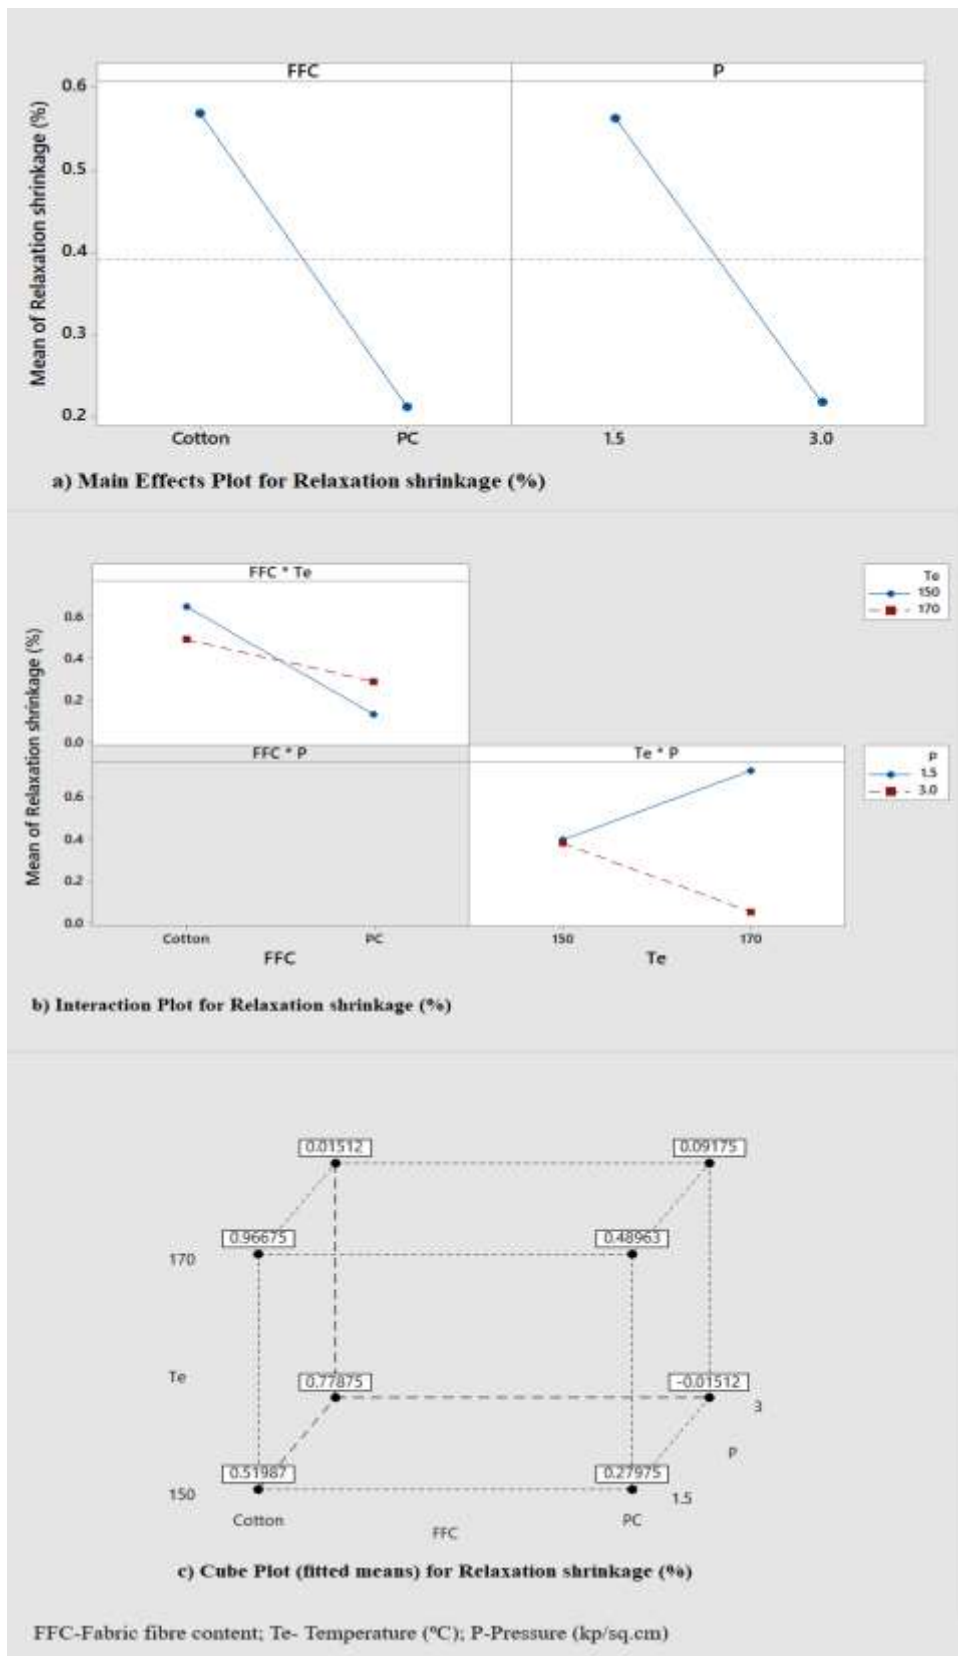 FFC P
Mean of Relaxation shrinkage (%)
0.6
0.5
0.4
0.3
0.2
Cotton PC 1.5 3.0
a) Main Effects Plot for Relaxation shrinkage (%)
FFC * Te
Te
150
170
Mean of Relaxation shrinkage (%)
0.6
0.4
0.2
0.0
FFC * P Te * P
P
1.5
3.0
0.6
0.4
0.2
0.0
Cotton PC 150 170
FFC Te
b) Interaction Plot for Relaxation shrinkage (%)
0.01512 0.09175
0.96675 0.48963
170
Te
0.77875 -0.01512
3
P
0.51987 0.27975
150 1.5
Cotton PC
FFC
c) Cube Plot (fitted means) for Relaxation shrinkage (%)
FFC-Fabric fibre content; Te- Temperature (°C); P-Pressure (kp/sq.cm)